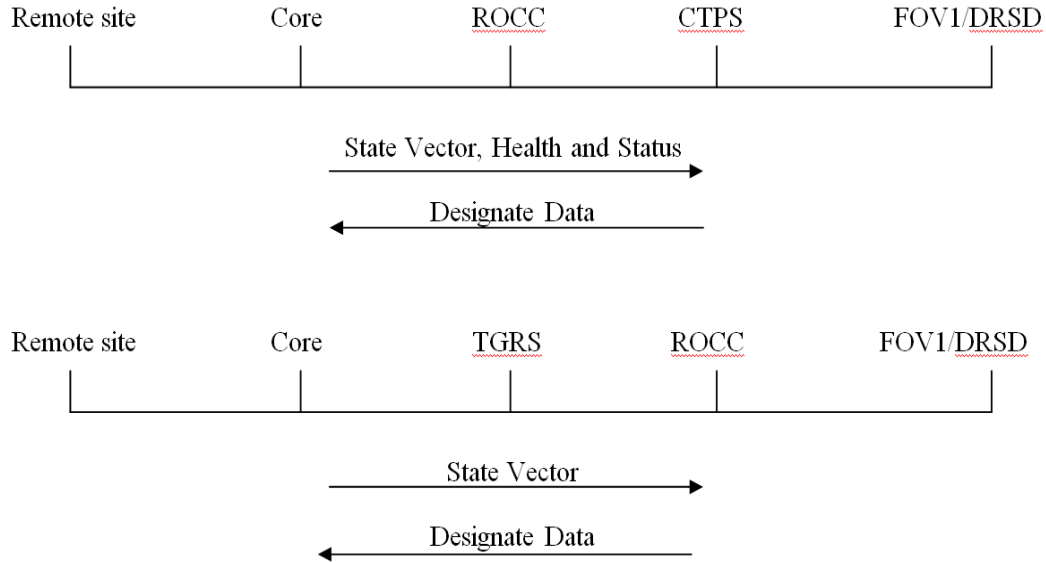 Remote site Core ROCC CTPS FOV1/DRSD
State Vector, Health and Status
Designate Data
Remote site Core TGRS ROCC FOV1/DRSD
State Vector
Designate Data